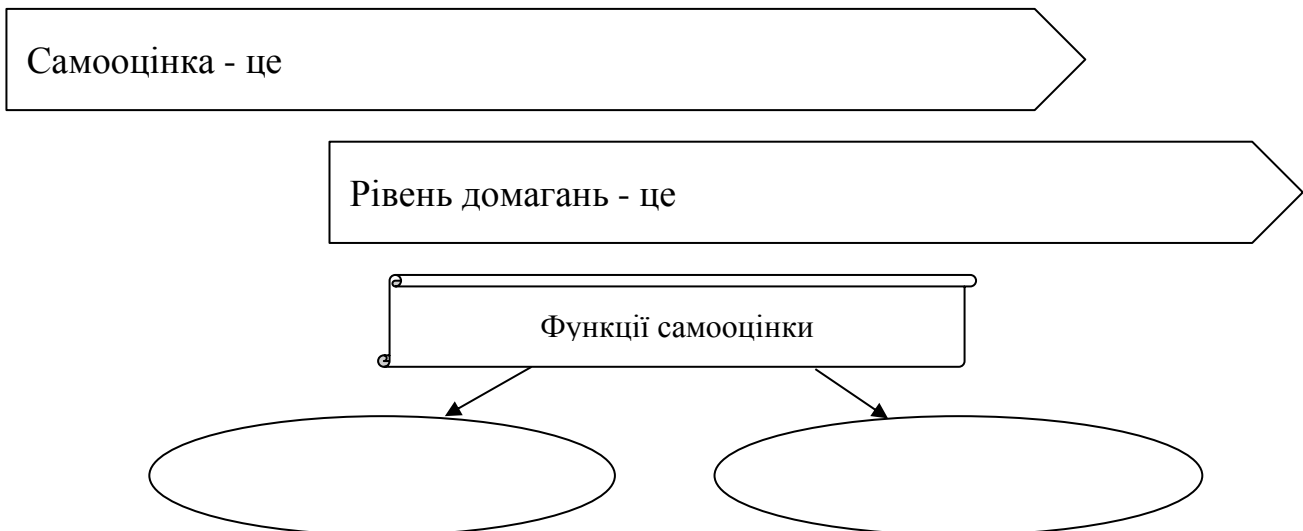 Самооцінка - це
Рівень домагань - це
Функції самооцінки